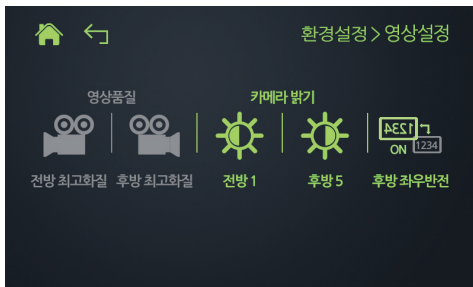 환경설정 > 영상설정
영상품질 카메라 밝기
1234
ON 1234
전방 최고화질 후방 최고화질 전방 1 후방 5 후방 좌우반전